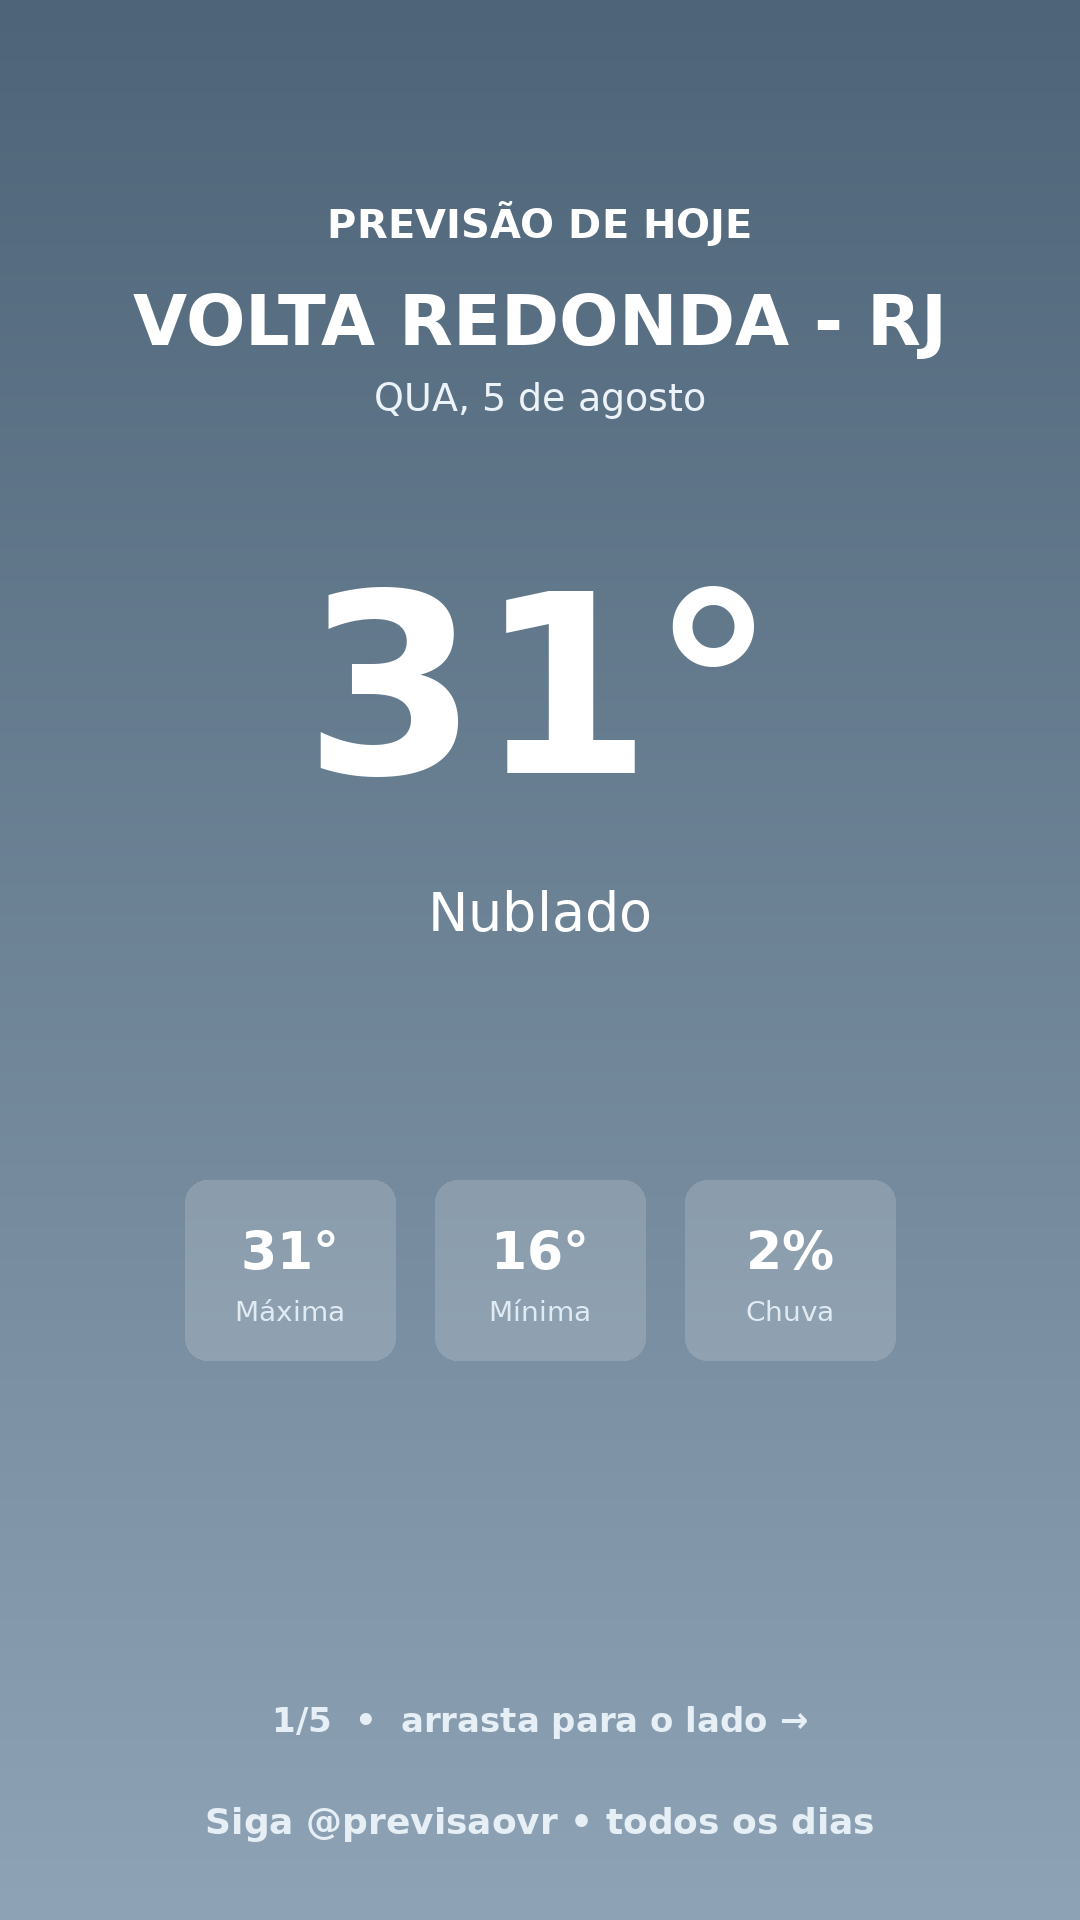 PREVISÃO DE HOJE
VOLTA REDONDA - RJ
QUA, 5 de agosto
31°
Nublado
31° 16° 2%
Máxima Mínima Chuva
1/5 • arrasta para o lado →
Siga @previsaovr • todos os dias